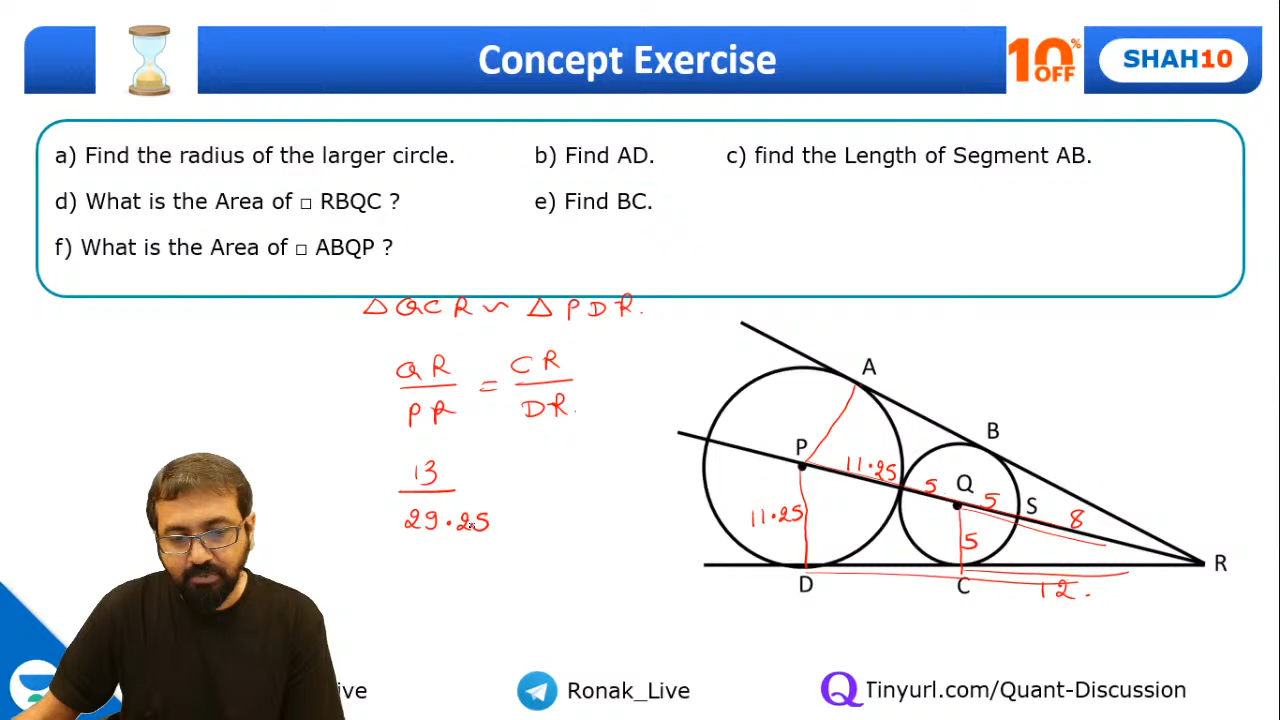 Concept Exercise
10% OFF
SHAH10
a) Find the radius of the larger circle. b) Find AD. c) find the Length of Segment AB.
d) What is the Area of □ RBQC ? e) Find BC.
f) What is the Area of □ ABQP ?
△ QCR ~ △ PDR.
QR/PR = CR/DR.
13/29.25
A
B
P
11.25
5
Q
5
S
8
11.25
5
R
D
C
12.
ive
Ronak_Live
Tinyurl.com/Quant-Discussion